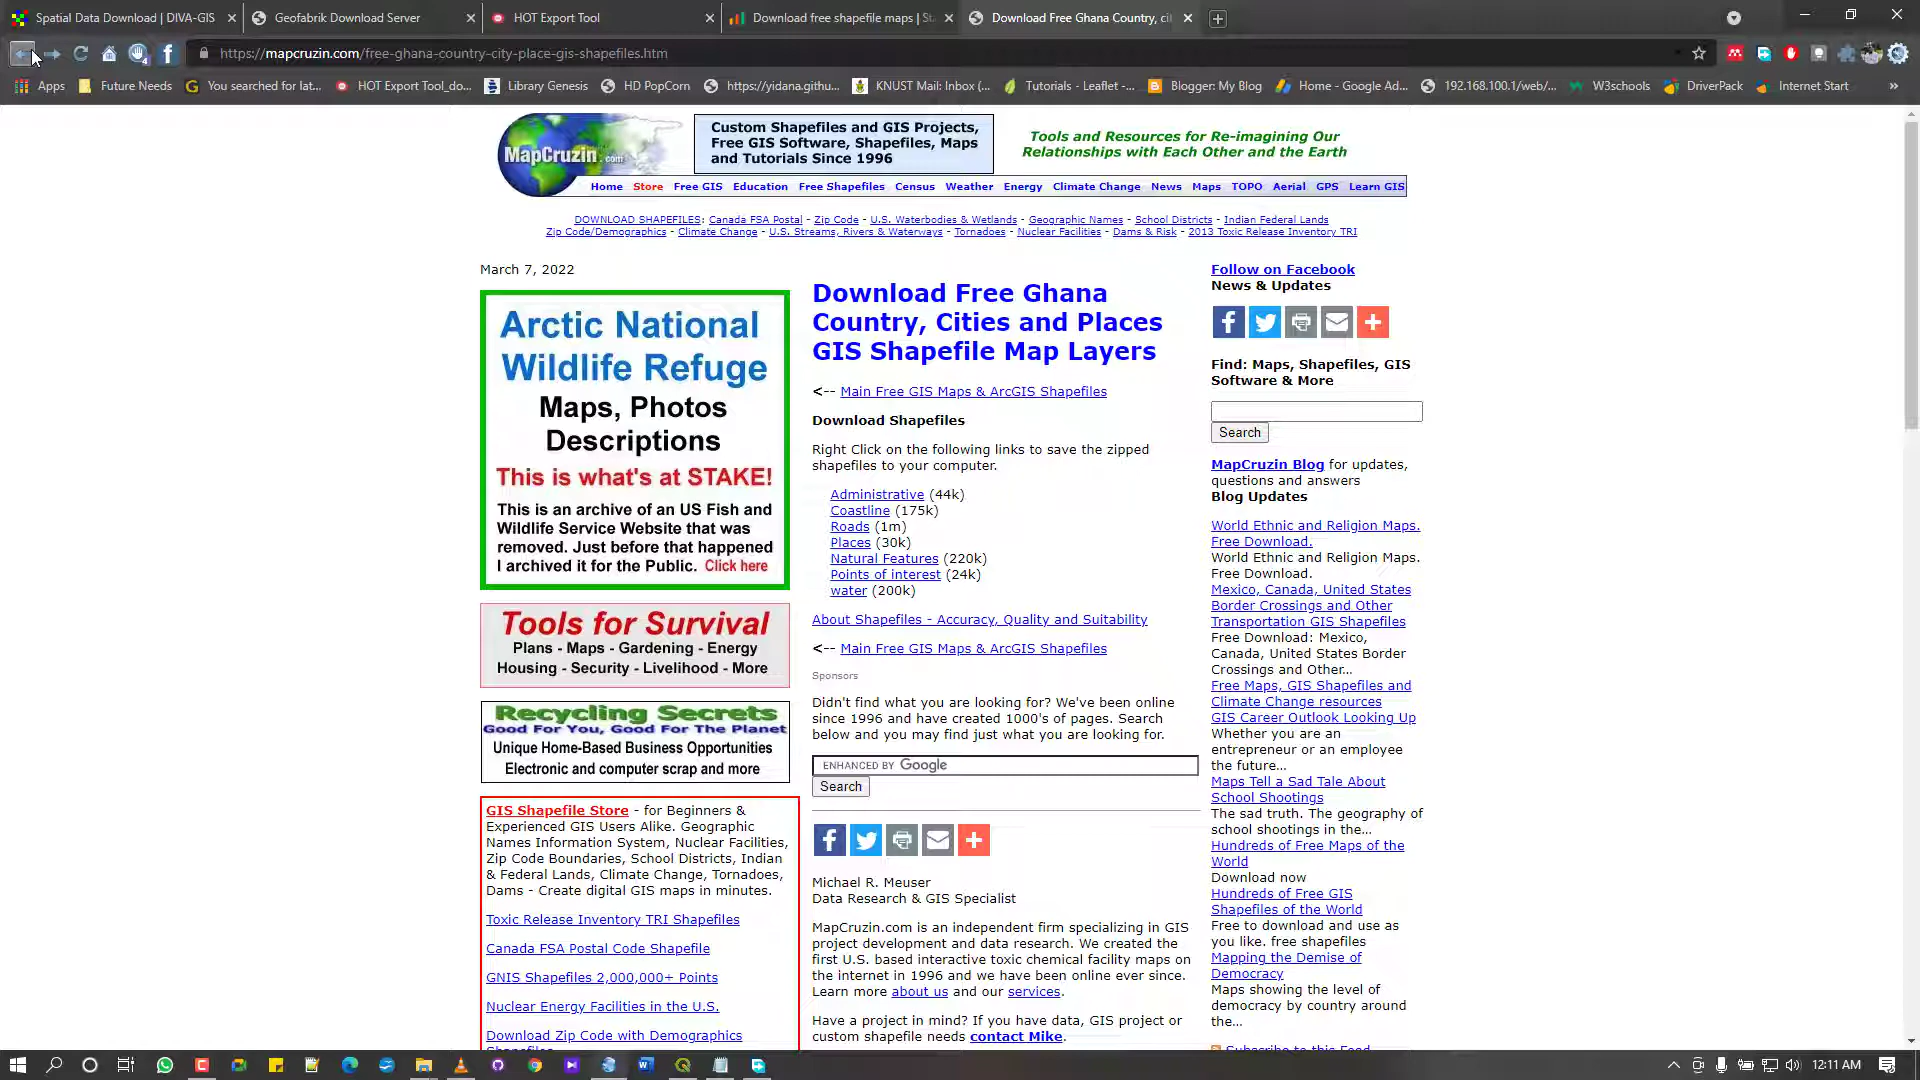 Spatial Data Download | DIVA-GIS
Geofabrik Download Server
HOT Export Tool
Download free shapefile maps | St
Download Free Ghana Country, ci
https://mapcruzin.com/free-ghana-country-city-place-gis-shapefiles.htm
Apps
Future Needs
You searched for lat...
HOT Export Tool_do...
Library Genesis
HD PopCorn
https://yidana.githu...
KNUST Mail: Inbox (...
Tutorials - Leaflet -...
Blogger: My Blog
Home - Google Ad...
192.168.100.1/web/...
W3schools
DriverPack
Internet Start
»
MapCruzin.com
Custom Shapefiles and GIS Projects,
Free GIS Software, Shapefiles, Maps
and Tutorials Since 1996
Tools and Resources for Re-imagining Our
Relationships with Each Other and the Earth
Home Store Free GIS Education Free Shapefiles Census Weather Energy Climate Change News Maps TOPO Aerial GPS Learn GIS
DOWNLOAD SHAPEFILES: Canada FSA Postal - Zip Code - U.S. Waterbodies & Wetlands - Geographic Names - School Districts - Indian Federal Lands
Zip Code/Demographics - Climate Change - U.S. Streams, Rivers & Waterways - Tornadoes - Nuclear Facilities - Dams & Risk - 2013 Toxic Release Inventory TRI
March 7, 2022
Arctic National
Wildlife Refuge
Maps, Photos
Descriptions
This is what's at STAKE!
This is an archive of an US Fish and
Wildlife Service Website that was
removed. Just before that happened
I archived it for the Public. Click here
Tools for Survival
Plans - Maps - Gardening - Energy
Housing - Security - Livelihood - More
Recycling Secrets
Good For You, Good For The Planet
Unique Home-Based Business Opportunities
Electronic and computer scrap and more
GIS Shapefile Store - for Beginners &
Experienced GIS Users Alike. Geographic
Names Information System, Nuclear Facilities,
Zip Code Boundaries, School Districts, Indian
& Federal Lands, Climate Change, Tornadoes,
Dams - Create digital GIS maps in minutes.
Toxic Release Inventory TRI Shapefiles
Canada FSA Postal Code Shapefile
GNIS Shapefiles 2,000,000+ Points
Nuclear Energy Facilities in the U.S.
Download Zip Code with Demographics
Shapefiles
Download Free Ghana
Country, Cities and Places
GIS Shapefile Map Layers
<-- Main Free GIS Maps & ArcGIS Shapefiles
Download Shapefiles
Right Click on the following links to save the zipped
shapefiles to your computer.
Administrative (44k)
Coastline (175k)
Roads (1m)
Places (30k)
Natural Features (220k)
Points of interest (24k)
water (200k)
About Shapefiles - Accuracy, Quality and Suitability
<-- Main Free GIS Maps & ArcGIS Shapefiles
Sponsors
Didn't find what you are looking for? We've been online
since 1996 and have created 1000's of pages. Search
below and you may find just what you are looking for.
ENHANCED BY Google
Search
Michael R. Meuser
Data Research & GIS Specialist
MapCruzin.com is an independent firm specializing in GIS
project development and data research. We created the
first U.S. based interactive toxic chemical facility maps on
the internet in 1996 and we have been online ever since.
Learn more about us and our services.
Have a project in mind? If you have data, GIS project or
custom shapefile needs contact Mike.
Follow on Facebook
News & Updates
Find: Maps, Shapefiles, GIS
Software & More
Search
MapCruzin Blog for updates,
questions and answers
Blog Updates
World Ethnic and Religion Maps.
Free Download.
World Ethnic and Religion Maps.
Free Download.
Mexico, Canada, United States
Border Crossings and Other
Transportation GIS Shapefiles
Free Download: Mexico,
Canada, United States Border
Crossings and Other...
Free Maps, GIS Shapefiles and
Climate Change resources
GIS Career Outlook Looking Up
Whether you are an
entrepreneur or an employee
the future...
Maps Tell a Sad Tale About
School Shootings
The sad truth. The geography of
school shootings in the...
Hundreds of Free Maps of the
World
Download now
Hundreds of Free GIS
Shapefiles of the World
Free to download and use as
you like. free shapefiles
Mapping the Demise of
Democracy
Maps showing the level of
democracy by country around
the...
Subscribe to this Feed
12:11 AM